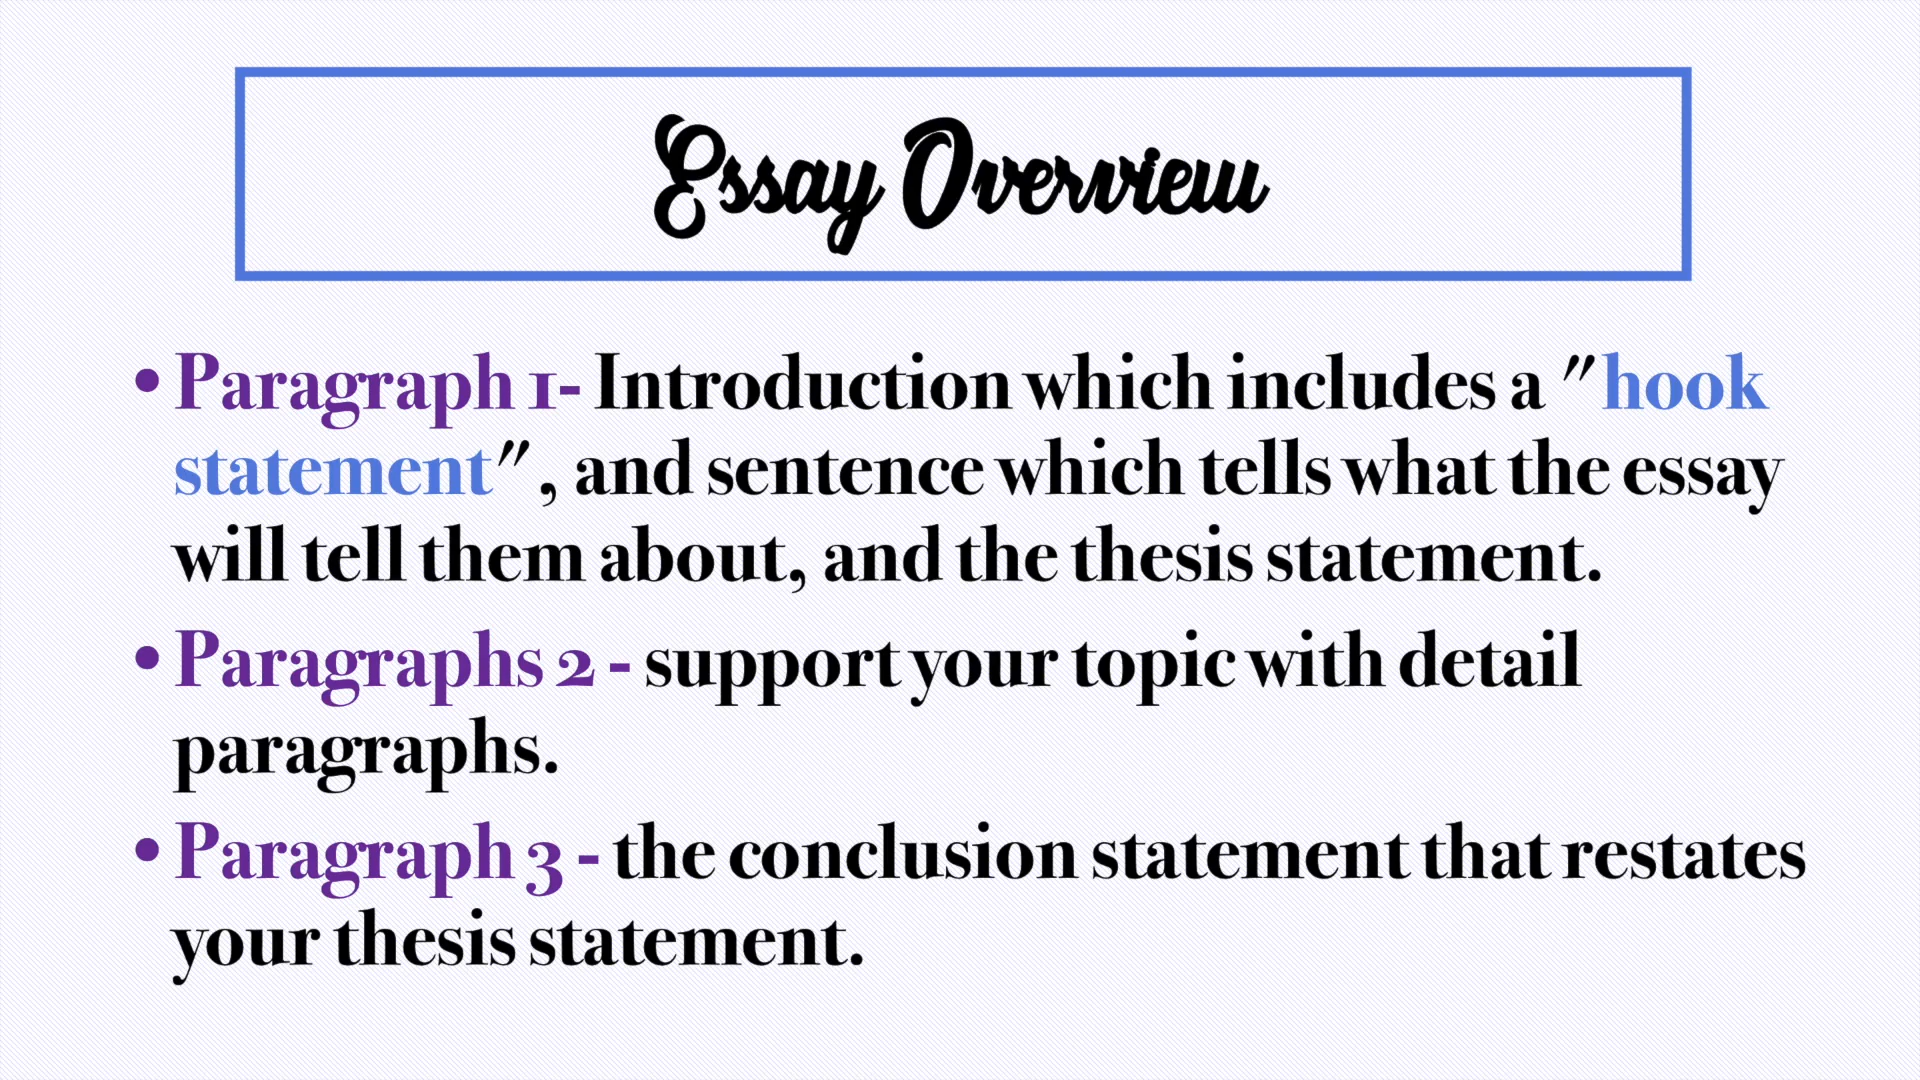 Essay Overview
• Paragraph 1- Introduction which includes a "hook
statement", and sentence which tells what the essay
will tell them about, and the thesis statement.
• Paragraphs 2 - support your topic with detail
paragraphs.
• Paragraph 3 - the conclusion statement that restates
your thesis statement.